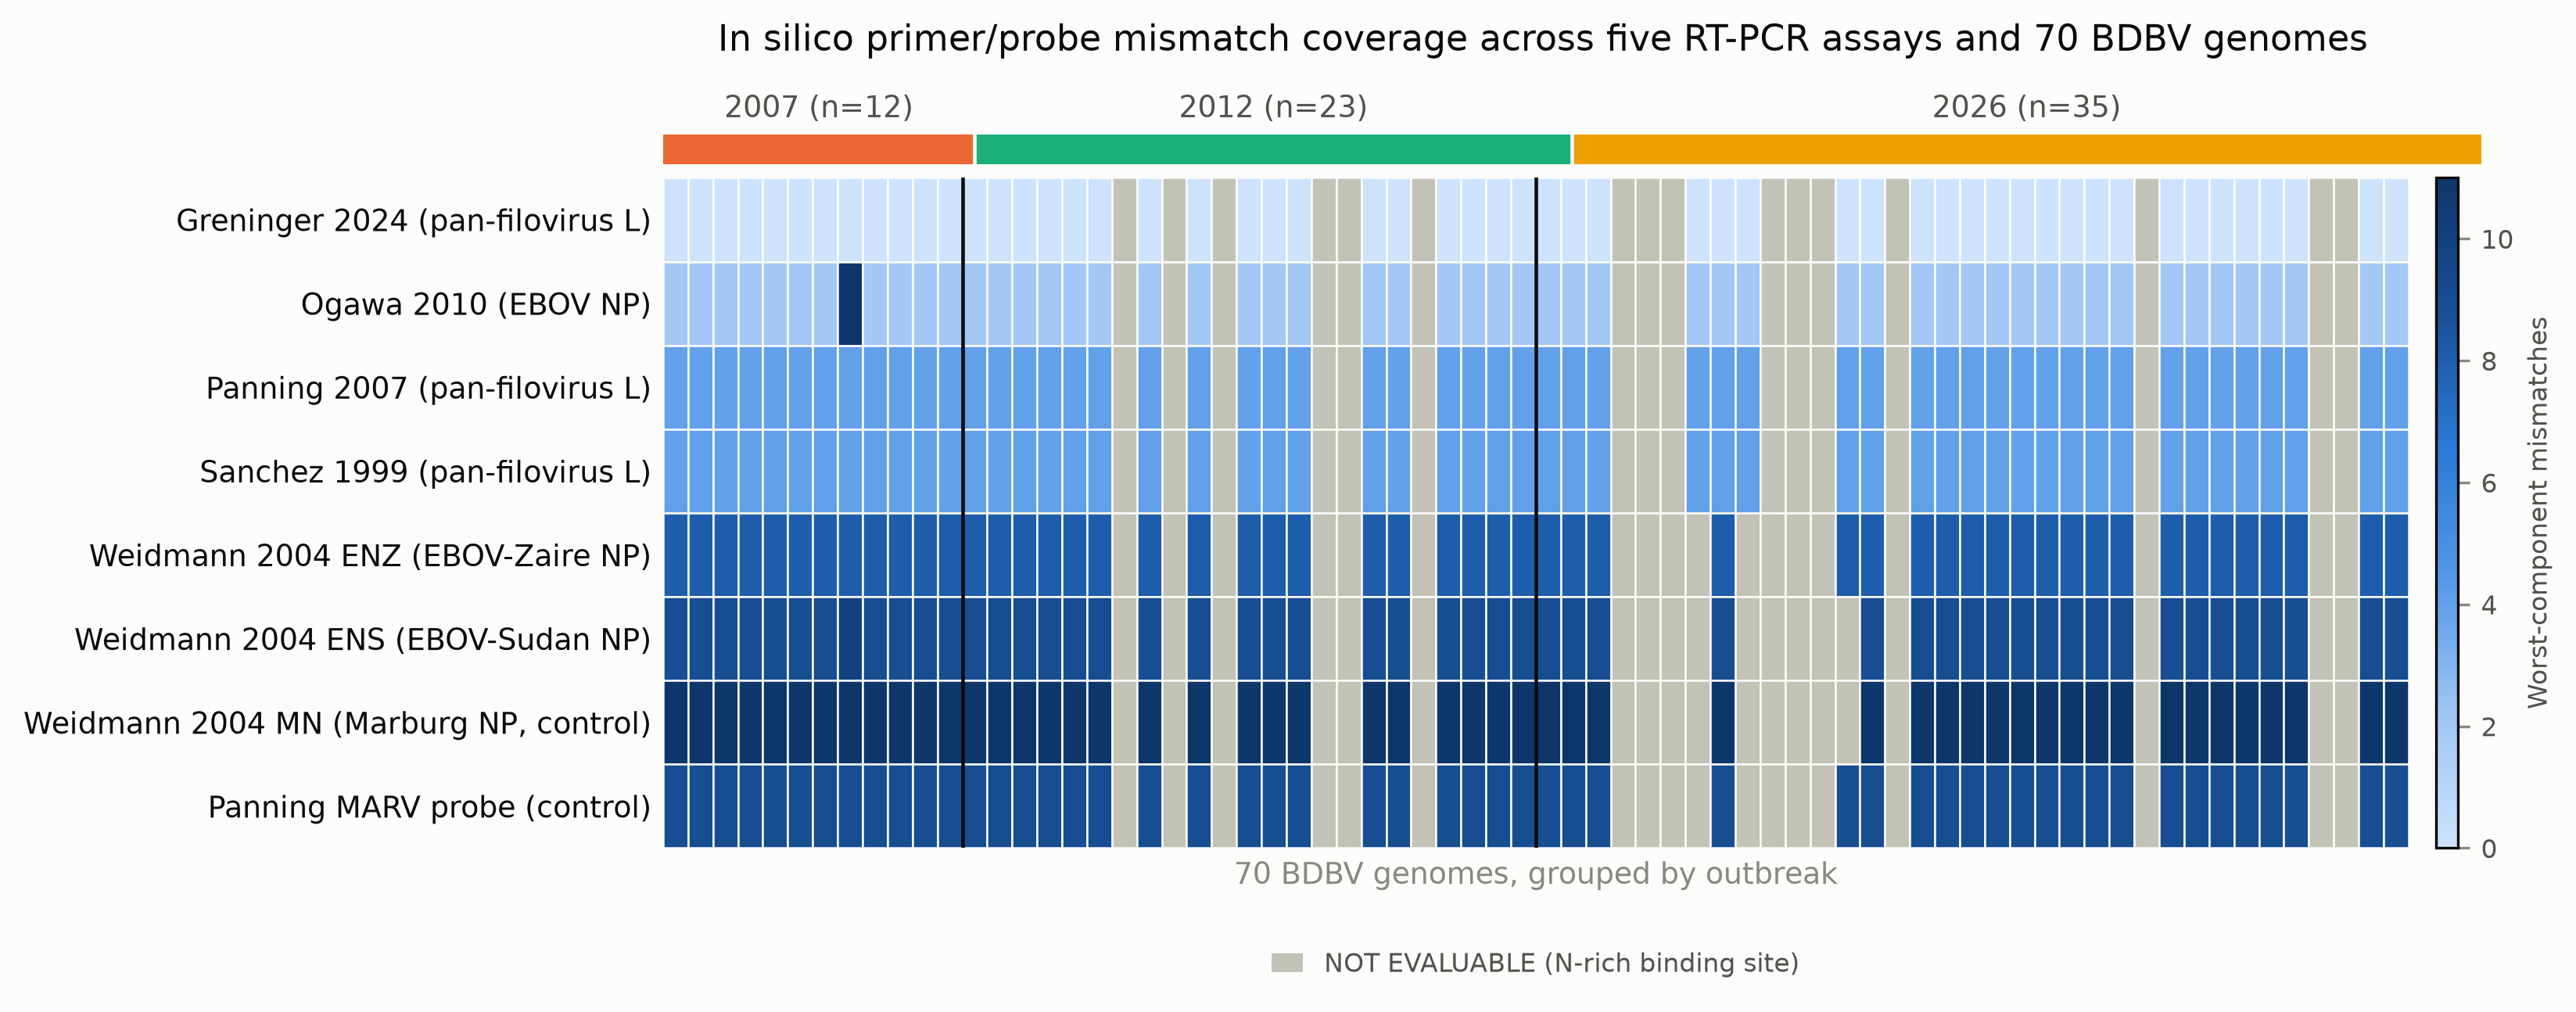 In silico primer/probe mismatch coverage across five RT-PCR assays and 70 BDBV genomes
2007 (n=12)
2012 (n=23)
2026 (n=35)
Greninger 2024 (pan-filovirus L)
Ogawa 2010 (EBOV NP)
Panning 2007 (pan-filovirus L)
Sanchez 1999 (pan-filovirus L)
Weidmann 2004 ENZ (EBOV-Zaire NP)
Weidmann 2004 ENS (EBOV-Sudan NP)
Weidmann 2004 MN (Marburg NP, control)
Panning MARV probe (control)
10
8
6
4
2
0
Worst-component mismatches
70 BDBV genomes, grouped by outbreak
NOT EVALUABLE (N-rich binding site)